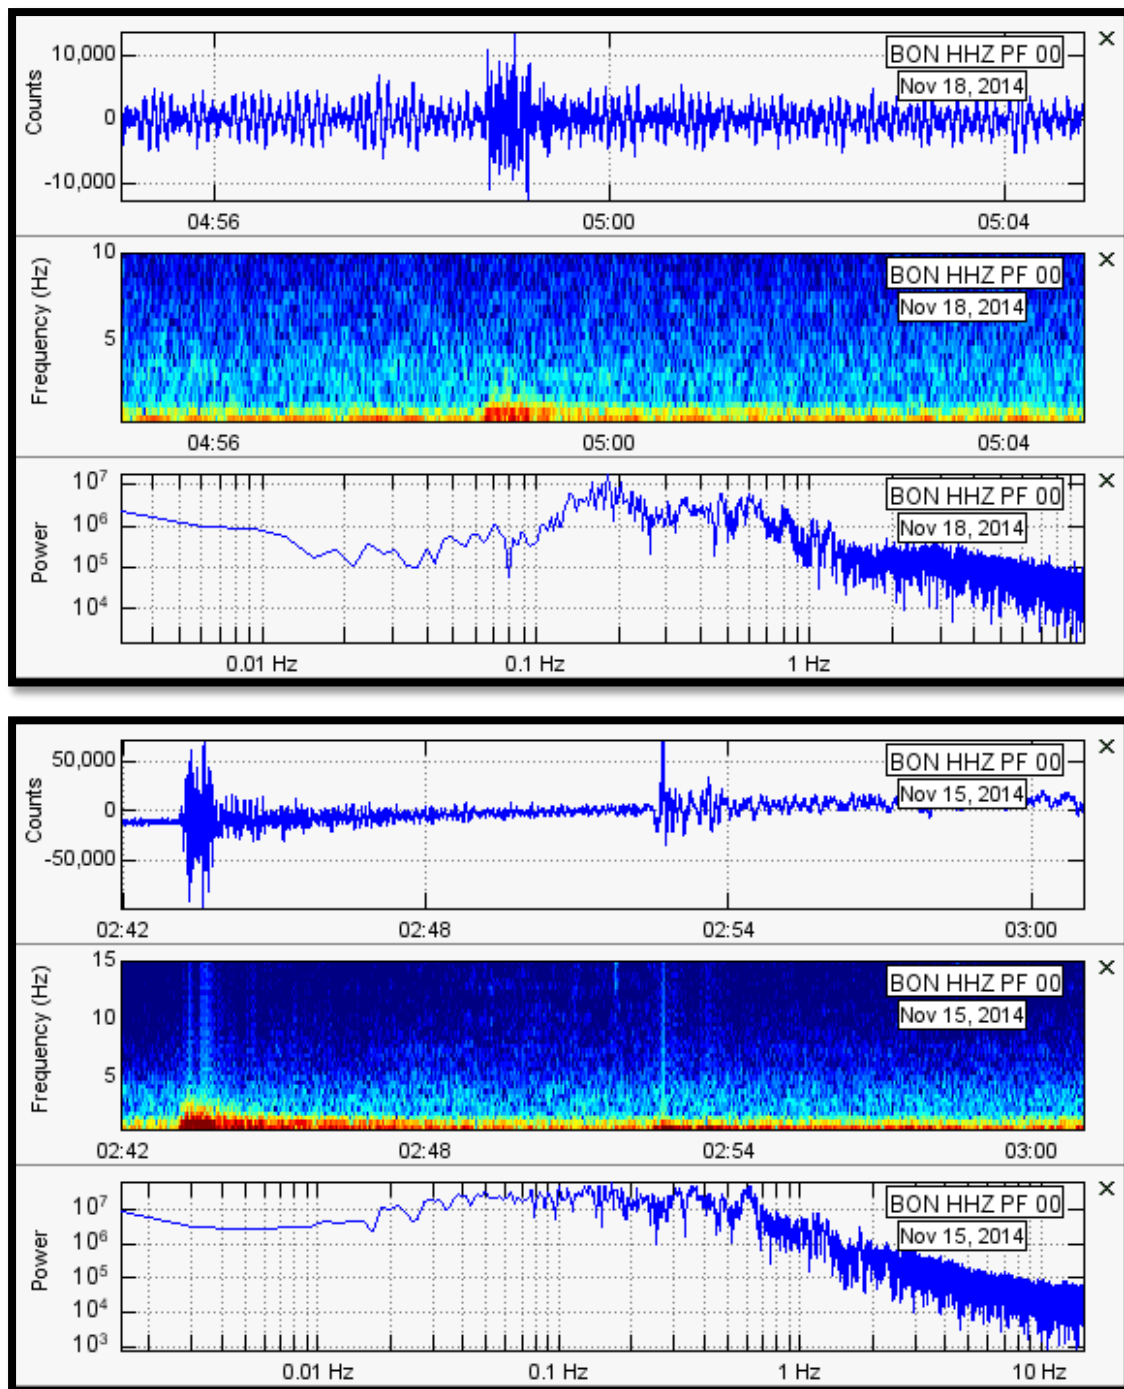 10,000
0
-10,000
Counts
BON HHZ PF 00
Nov 18, 2014
×
04:56 05:00 05:04
10
5
Frequency (Hz)
BON HHZ PF 00
Nov 18, 2014
×
04:56 05:00 05:04
10⁷
10⁶
10⁵
10⁴
Power
BON HHZ PF 00
Nov 18, 2014
×
0.01 Hz 0.1 Hz 1 Hz
50,000
0
-50,000
Counts
BON HHZ PF 00
Nov 15, 2014
×
02:42 02:48 02:54 03:00
15
10
5
Frequency (Hz)
BON HHZ PF 00
Nov 15, 2014
×
02:42 02:48 02:54 03:00
10⁷
10⁶
10⁵
10⁴
10³
Power
BON HHZ PF 00
Nov 15, 2014
×
0.01 Hz 0.1 Hz 1 Hz 10 Hz